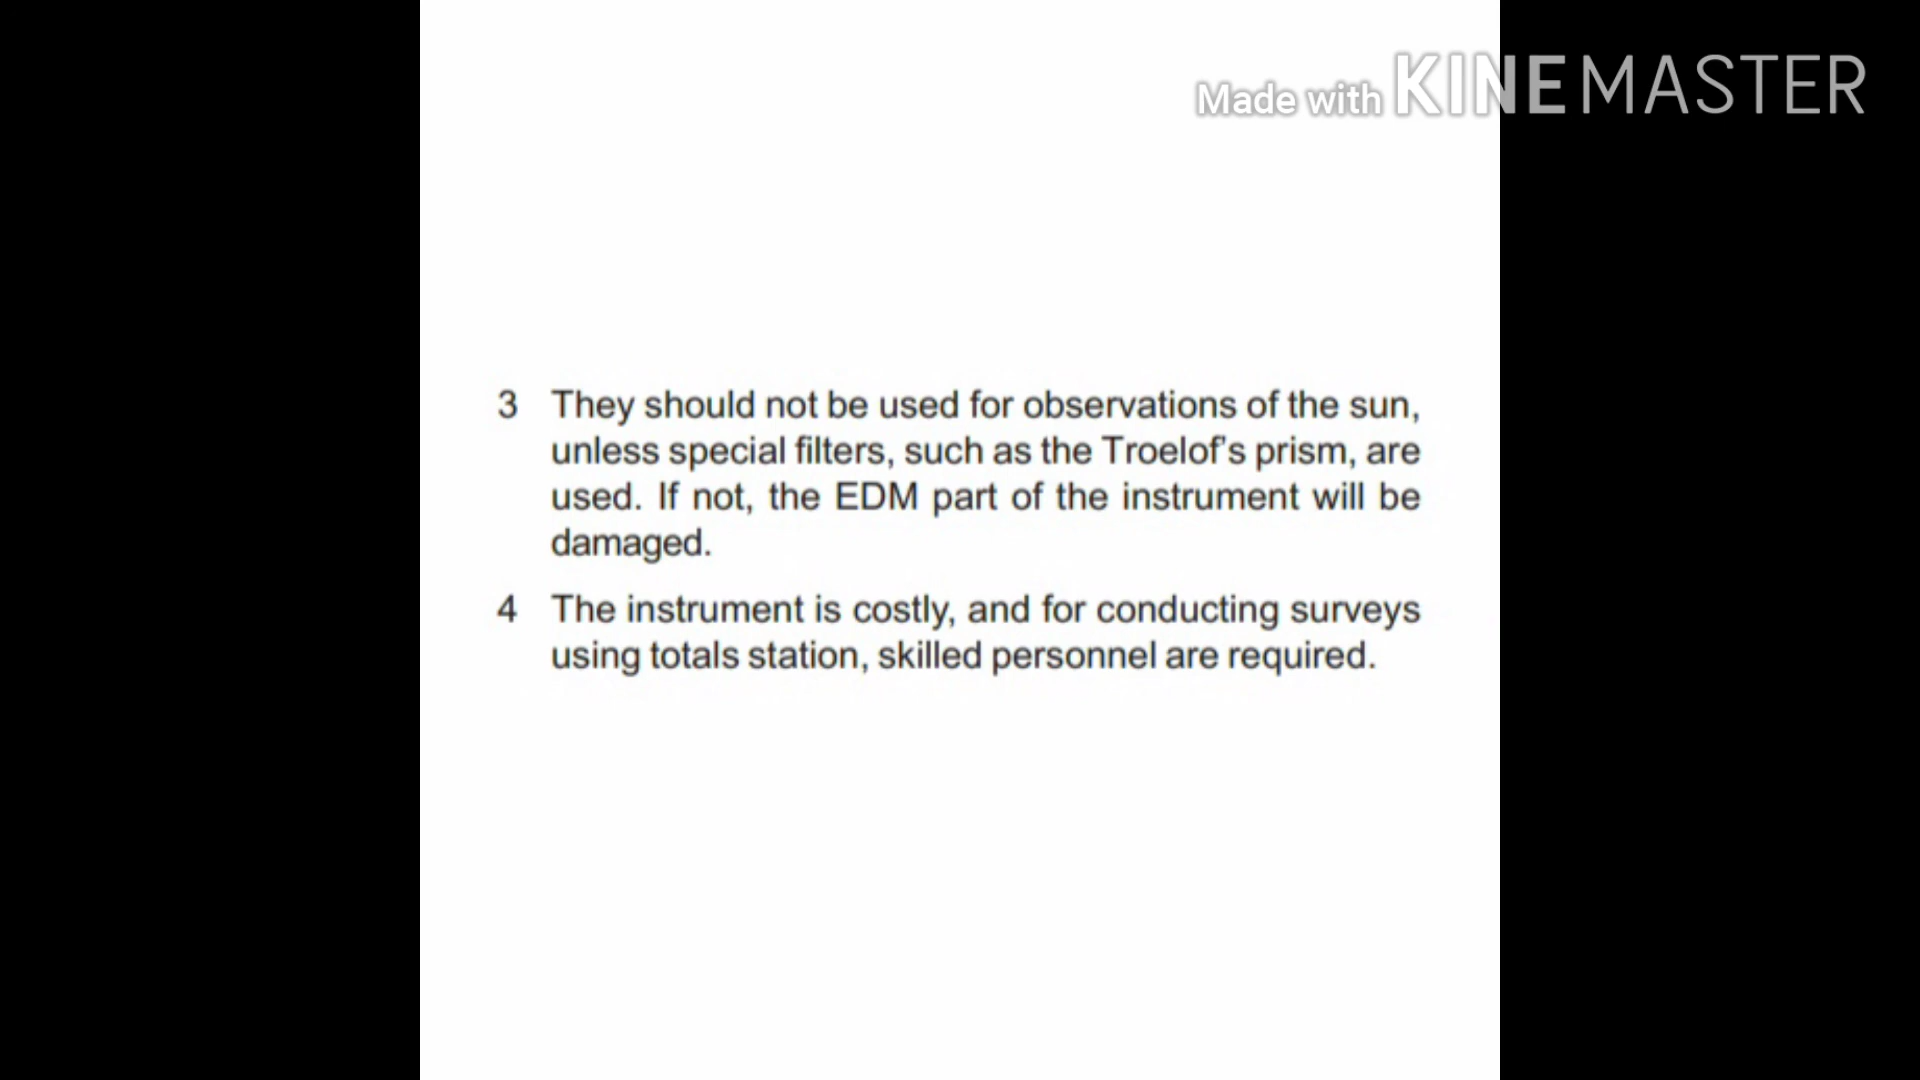 Made with KINEMASTER
3 They should not be used for observations of the sun,
unless special filters, such as the Troelof's prism, are
used. If not, the EDM part of the instrument will be
damaged.
4 The instrument is costly, and for conducting surveys
using totals station, skilled personnel are required.